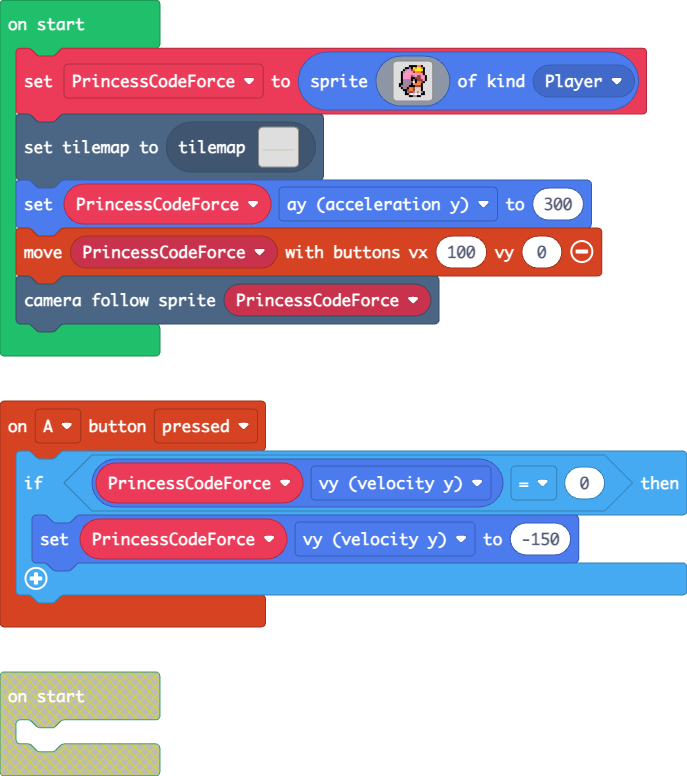 on start
set PrincessCodeForce to sprite of kind Player
set tilemap to tilemap
set PrincessCodeForce ay (acceleration y) to 300
move PrincessCodeForce with buttons vx 100 vy 0
camera follow sprite PrincessCodeForce
on A button pressed
if PrincessCodeForce vy (velocity y) = 0 then
set PrincessCodeForce vy (velocity y) to -150
on start